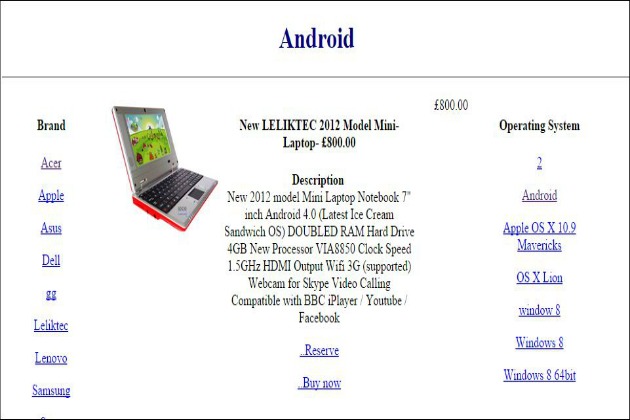 Android
Brand
Acer
Apple
Asus
Dell
gg
Leliktec
Lenovo
Samsung
£800.00
New LELIKTEC 2012 Model Mini-
Laptop- £800.00
Description
New 2012 model Mini Laptop Notebook 7"
inch Android 4.0 (Latest Ice Cream
Sandwich OS) DOUBLED RAM Hard Drive
4GB New Processor VIA8850 Clock Speed
1.5GHz HDMI Output Wifi 3G (supported)
Webcam for Skype Video Calling
Compatible with BBC iPlayer / Youtube /
Facebook
..Reserve
..Buy now
Operating System
2
Android
Apple OS X 10.9
Mavericks
OS X Lion
window 8
Windows 8
Windows 8 64bit